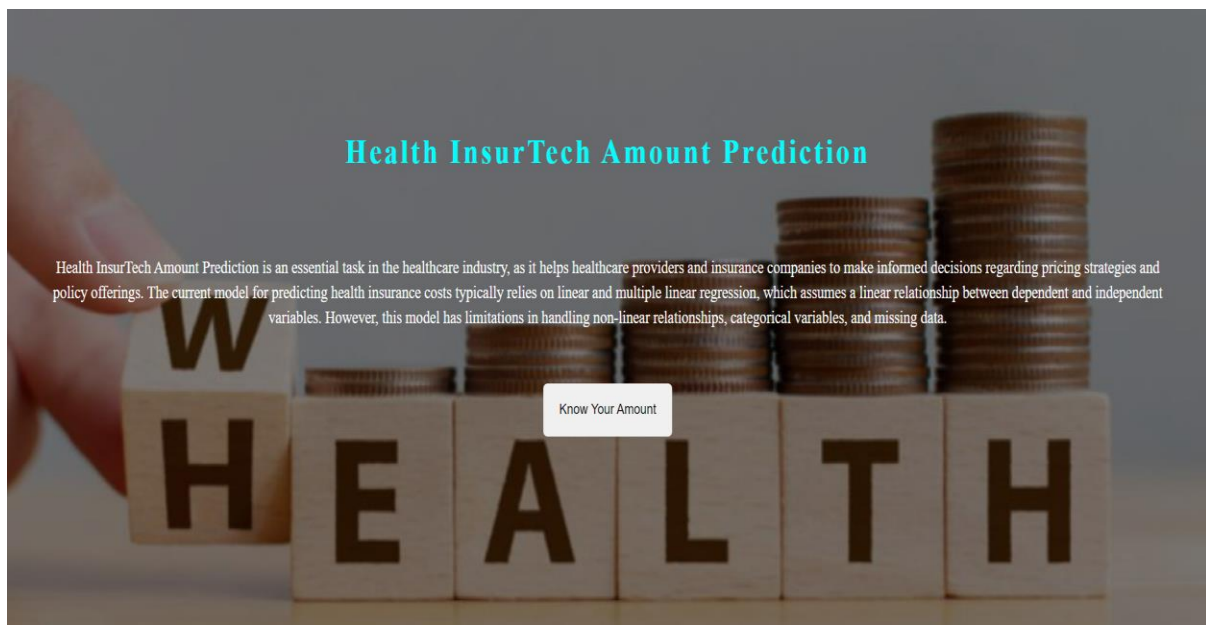 Health InsurTech Amount Prediction
Health InsurTech Amount Prediction is an essential task in the healthcare industry, as it helps healthcare providers and insurance companies to make informed decisions regarding pricing strategies and
policy offerings. The current model for predicting health insurance costs typically relies on linear and multiple linear regression, which assumes a linear relationship between dependent and independent
variables. However, this model has limitations in handling non-linear relationships, categorical variables, and missing data.
W
Know Your Amount
H E A L T H